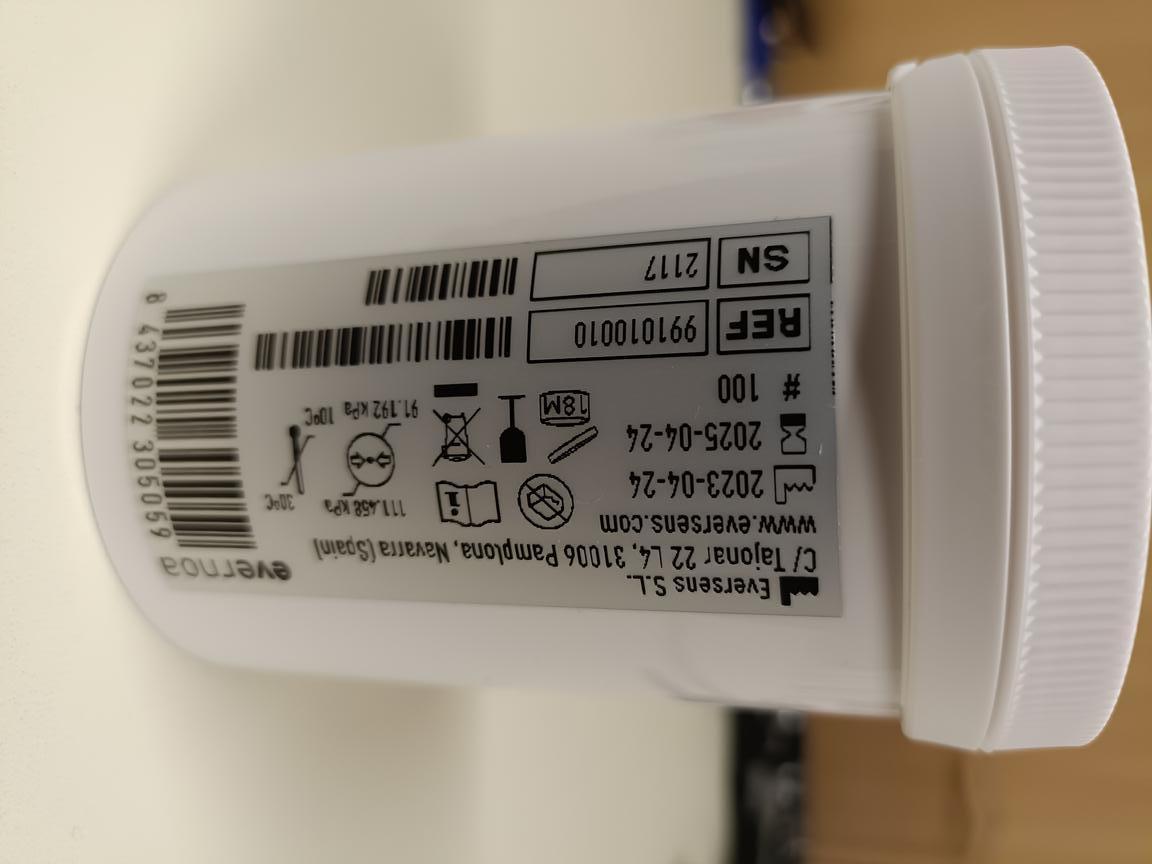 evernoa
Eversens S.L.
C/ Tajonar 22 L4, 31006 Pamplona, Navarra (Spain)
www.eversens.com
2023-04-24
2025-04-24
# 100
18M
111.458 kPa
91.192 kPa
30ºC
10ºC
REF
991010010
SN
2117
8 437022 305059